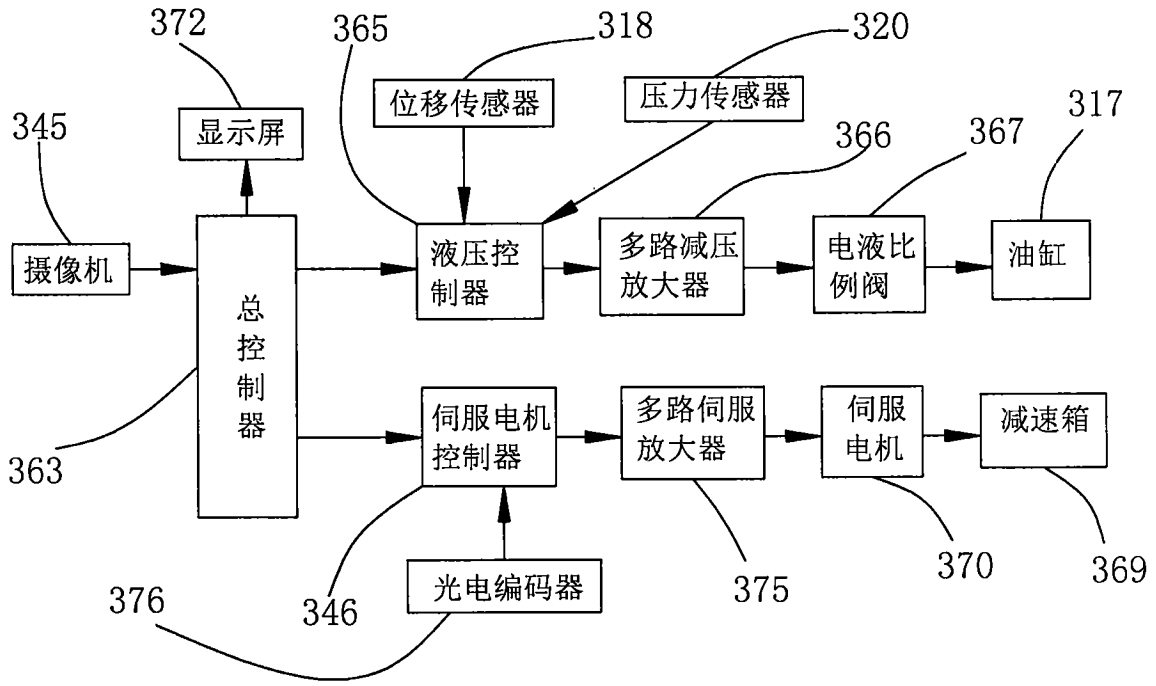 372
365
318
320
位移传感器
压力传感器
345
显示屏
366
367
317
摄像机
液压控
制器
多路减压
放大器
电液比
例阀
油缸
总
控
制
器
伺服电机
控制器
多路伺服
放大器
伺服
电机
减速箱
363
光电编码器
376
346
375
370
369